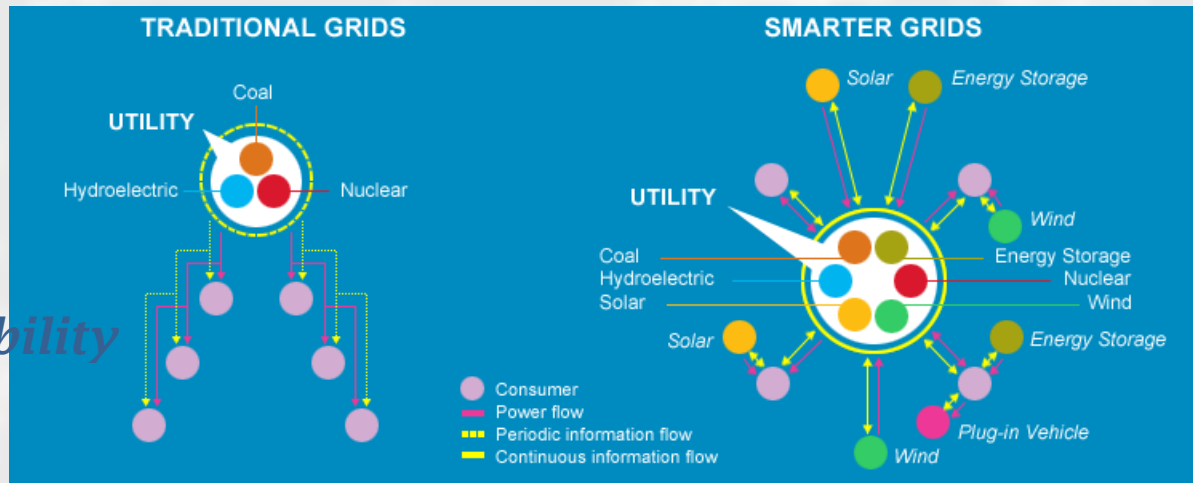 TRADITIONAL GRIDS
Coal
UTILITY
Hydroelectric
Nuclear
bility
Consumer
Power flow
Periodic information flow
Continuous information flow
SMARTER GRIDS
Solar
Energy Storage
Wind
UTILITY
Coal
Hydroelectric
Solar
Energy Storage
Nuclear
Wind
Solar
Energy Storage
Plug-in Vehicle
Wind